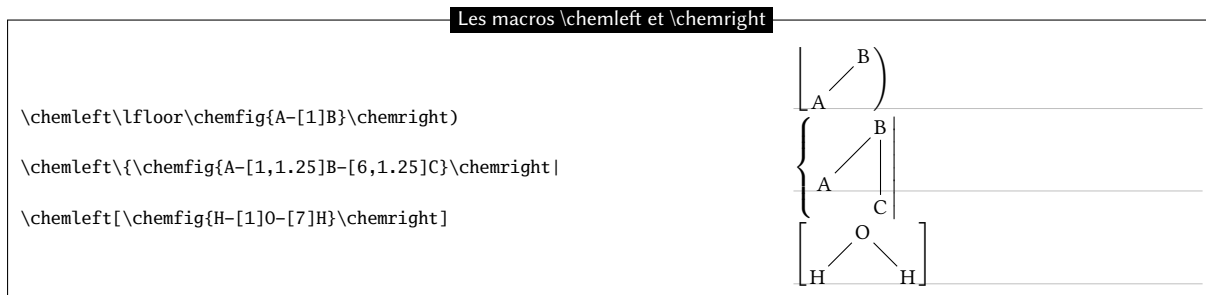 Les macros \chemleft et \chemright
\chemleft\lfloor\chemfig{A-[1]B}\chemright)
\chemleft\{\chemfig{A-[1,1.25]B-[6,1.25]C}\chemright|
\chemleft[\chemfig{H-[1]O-[7]H}\chemright]
B
A
B
A
C
O
H H